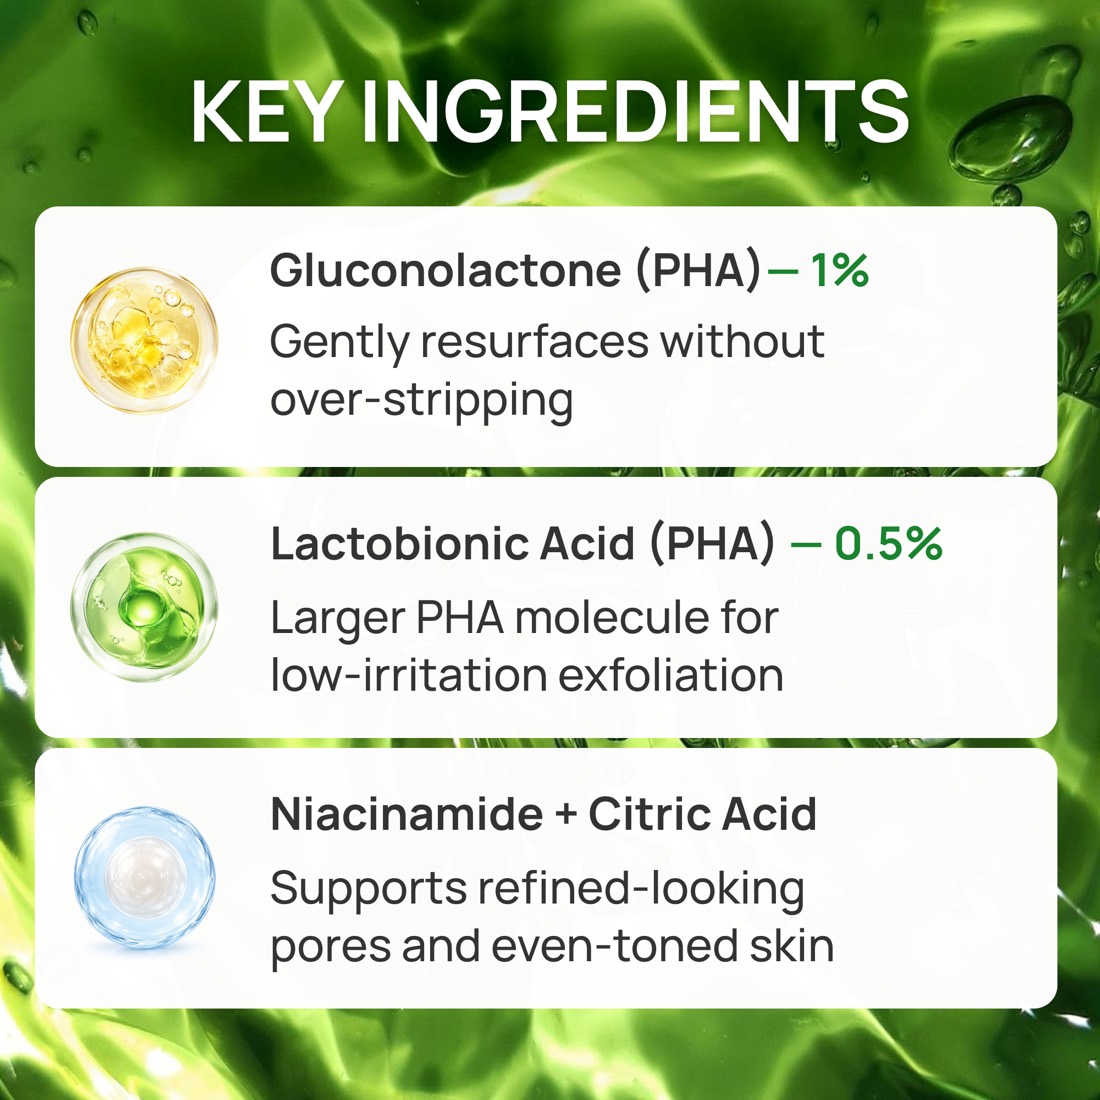 KEY INGREDIENTS
Gluconolactone (PHA)— 1%
Gently resurfaces without
over-stripping
Lactobionic Acid (PHA) — 0.5%
Larger PHA molecule for
low-irritation exfoliation
Niacinamide + Citric Acid
Supports refined-looking
pores and even-toned skin